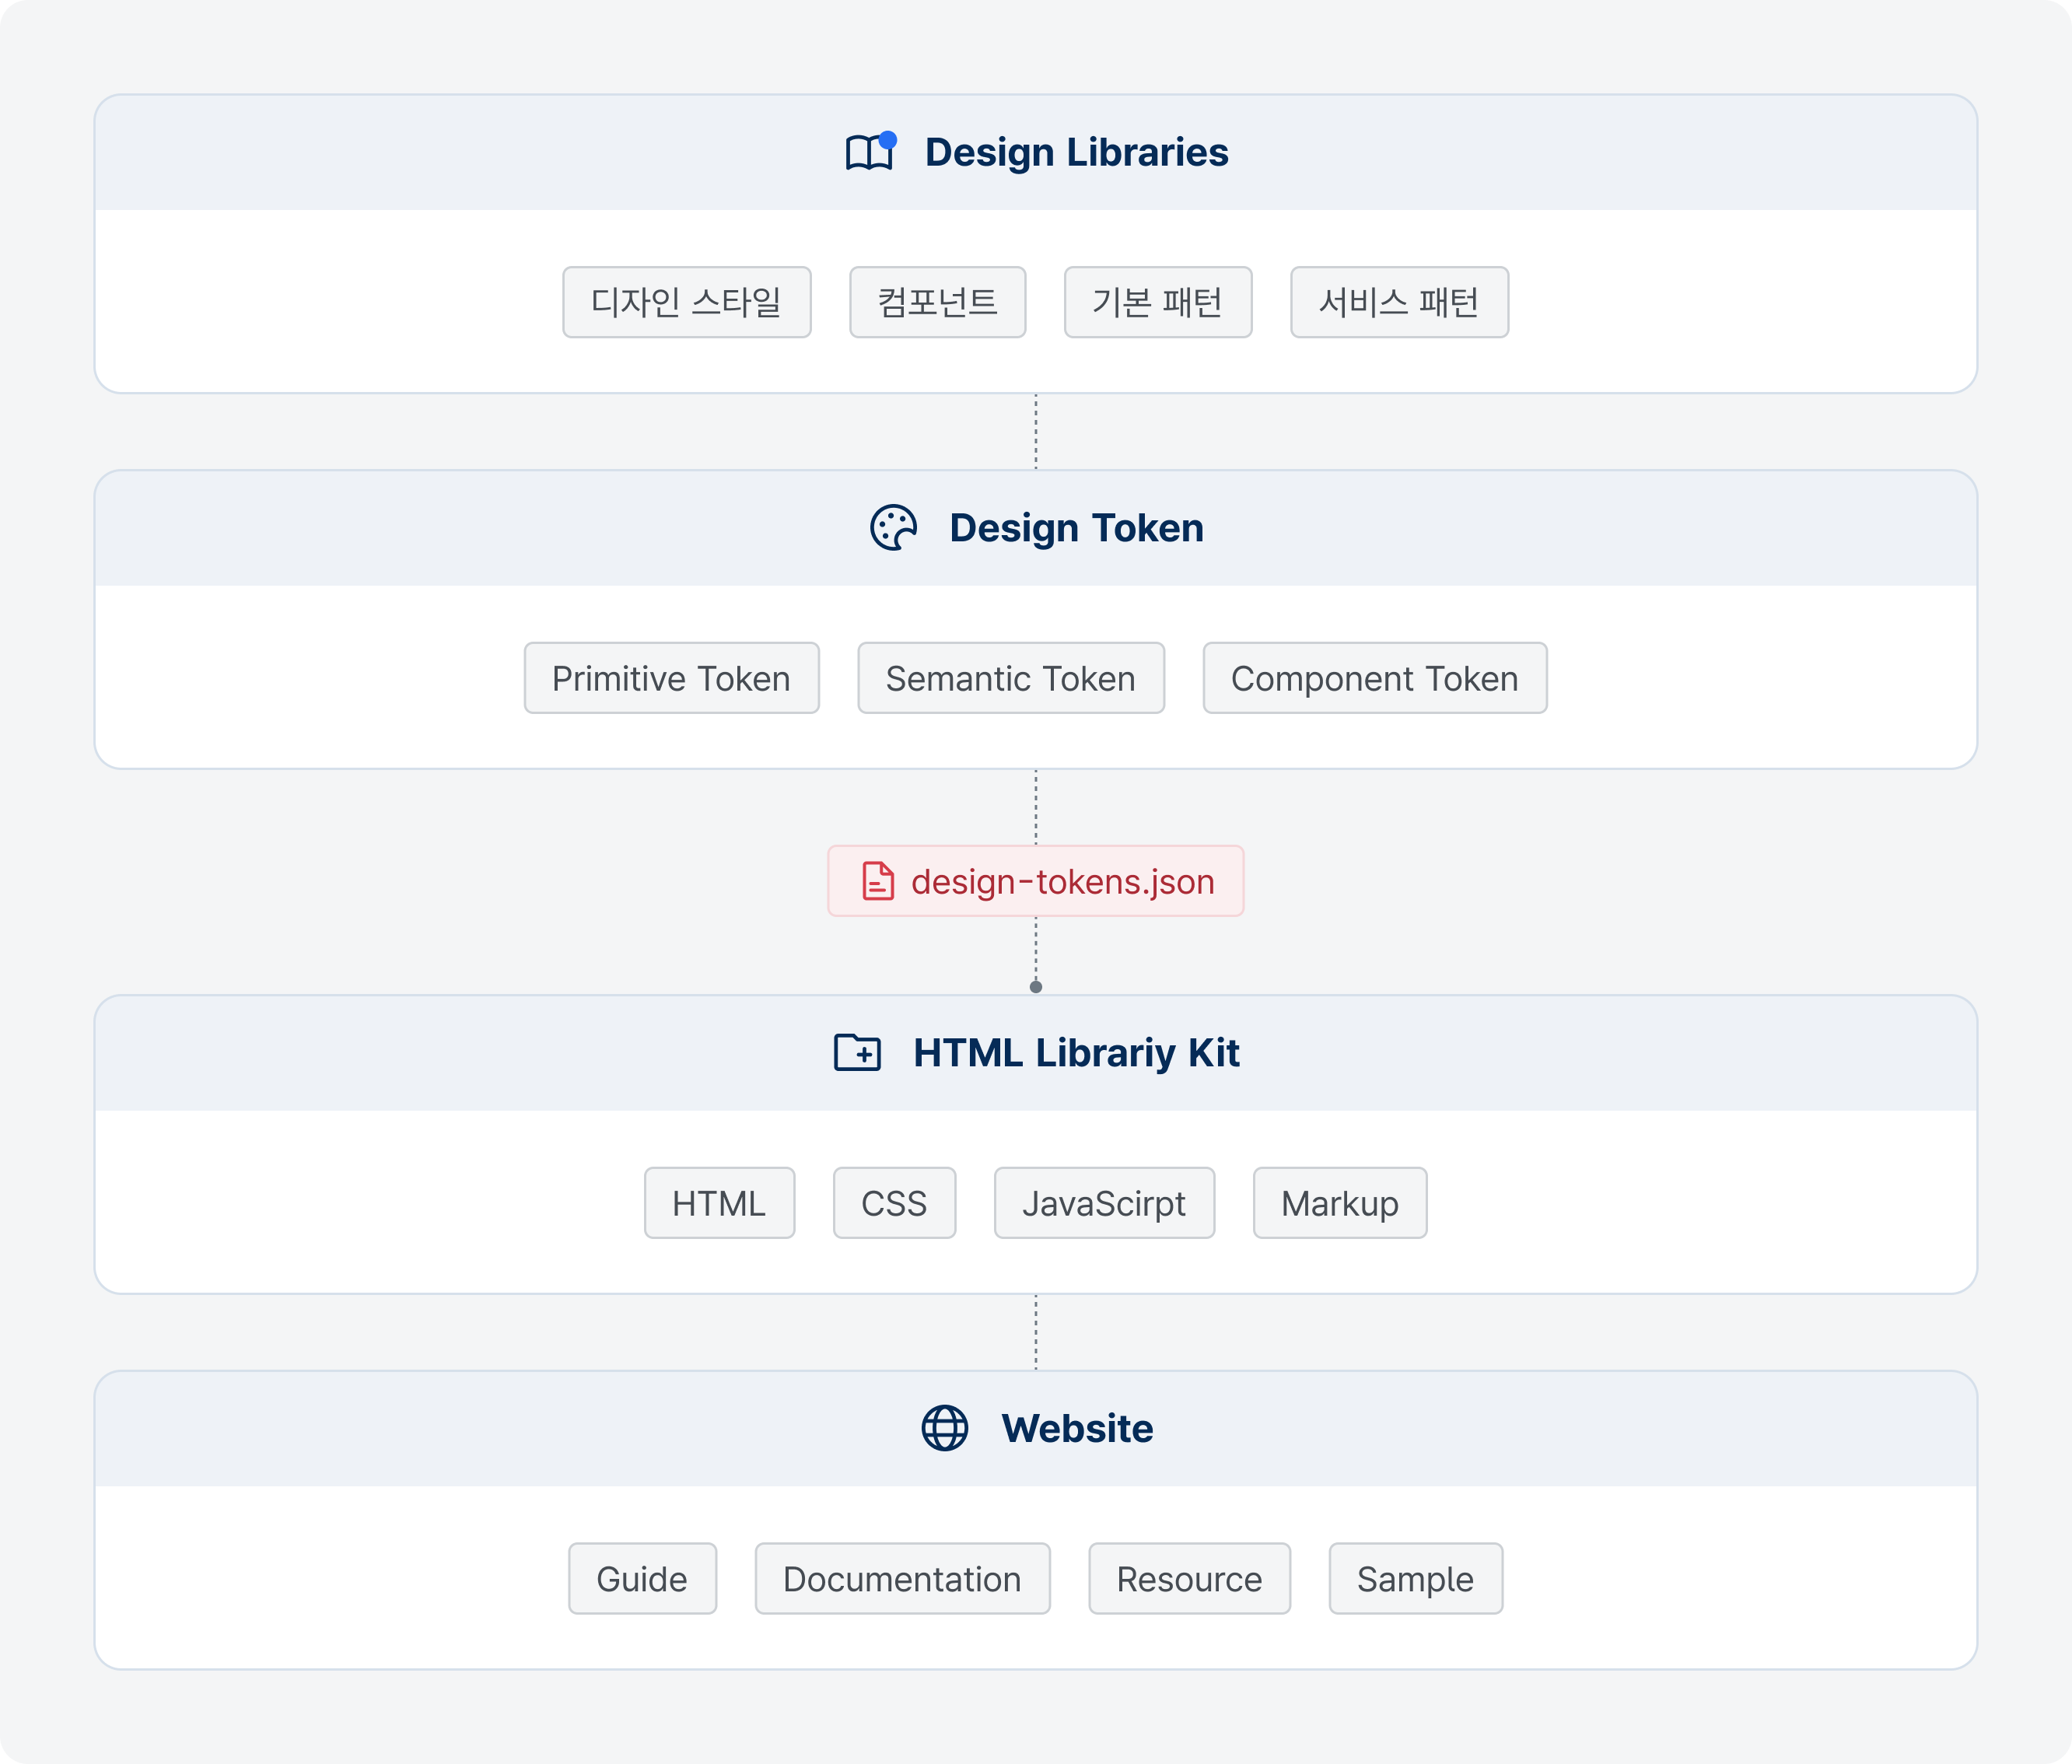 Design Libraries
디자인 스타일 컴포넌트 기본 패턴 서비스 패턴
Design Token
Primitive Token Semantic Token Component Token
design-tokens.json
HTML Librariy Kit
HTML CSS JavaScirpt Markup
Website
Guide Documentation Resource Sample